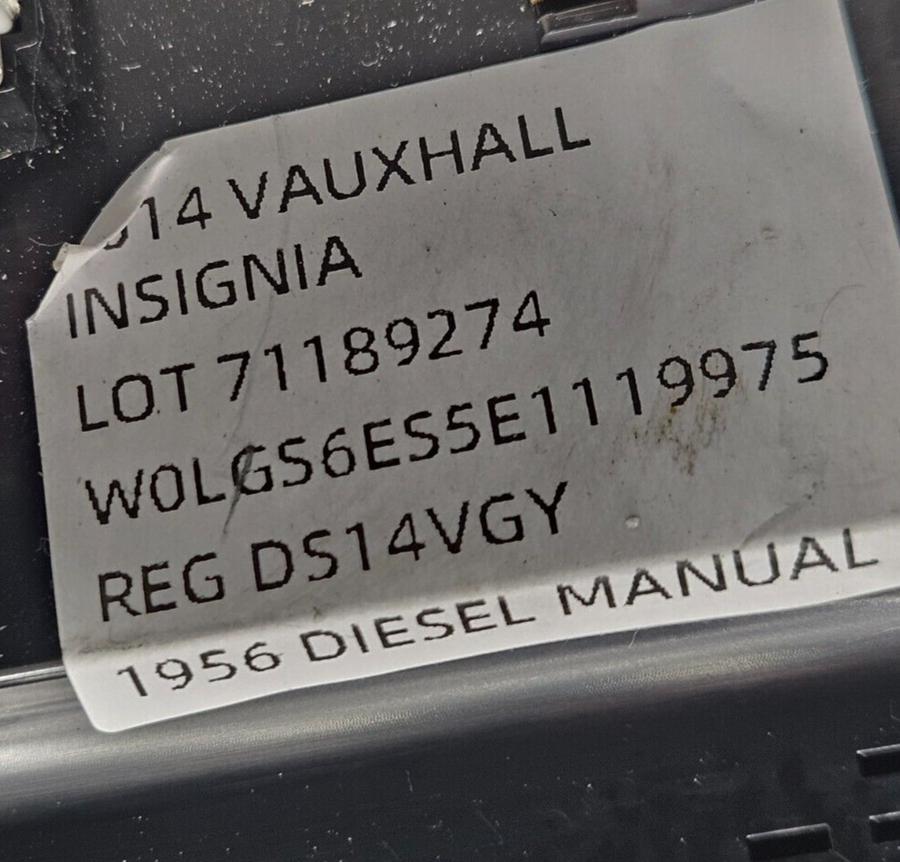 14 VAUXHALL
INSIGNIA
LOT 71189274
W0LGS6ES5E1119975
REG DS14VGY
1956 DIESEL MANUAL